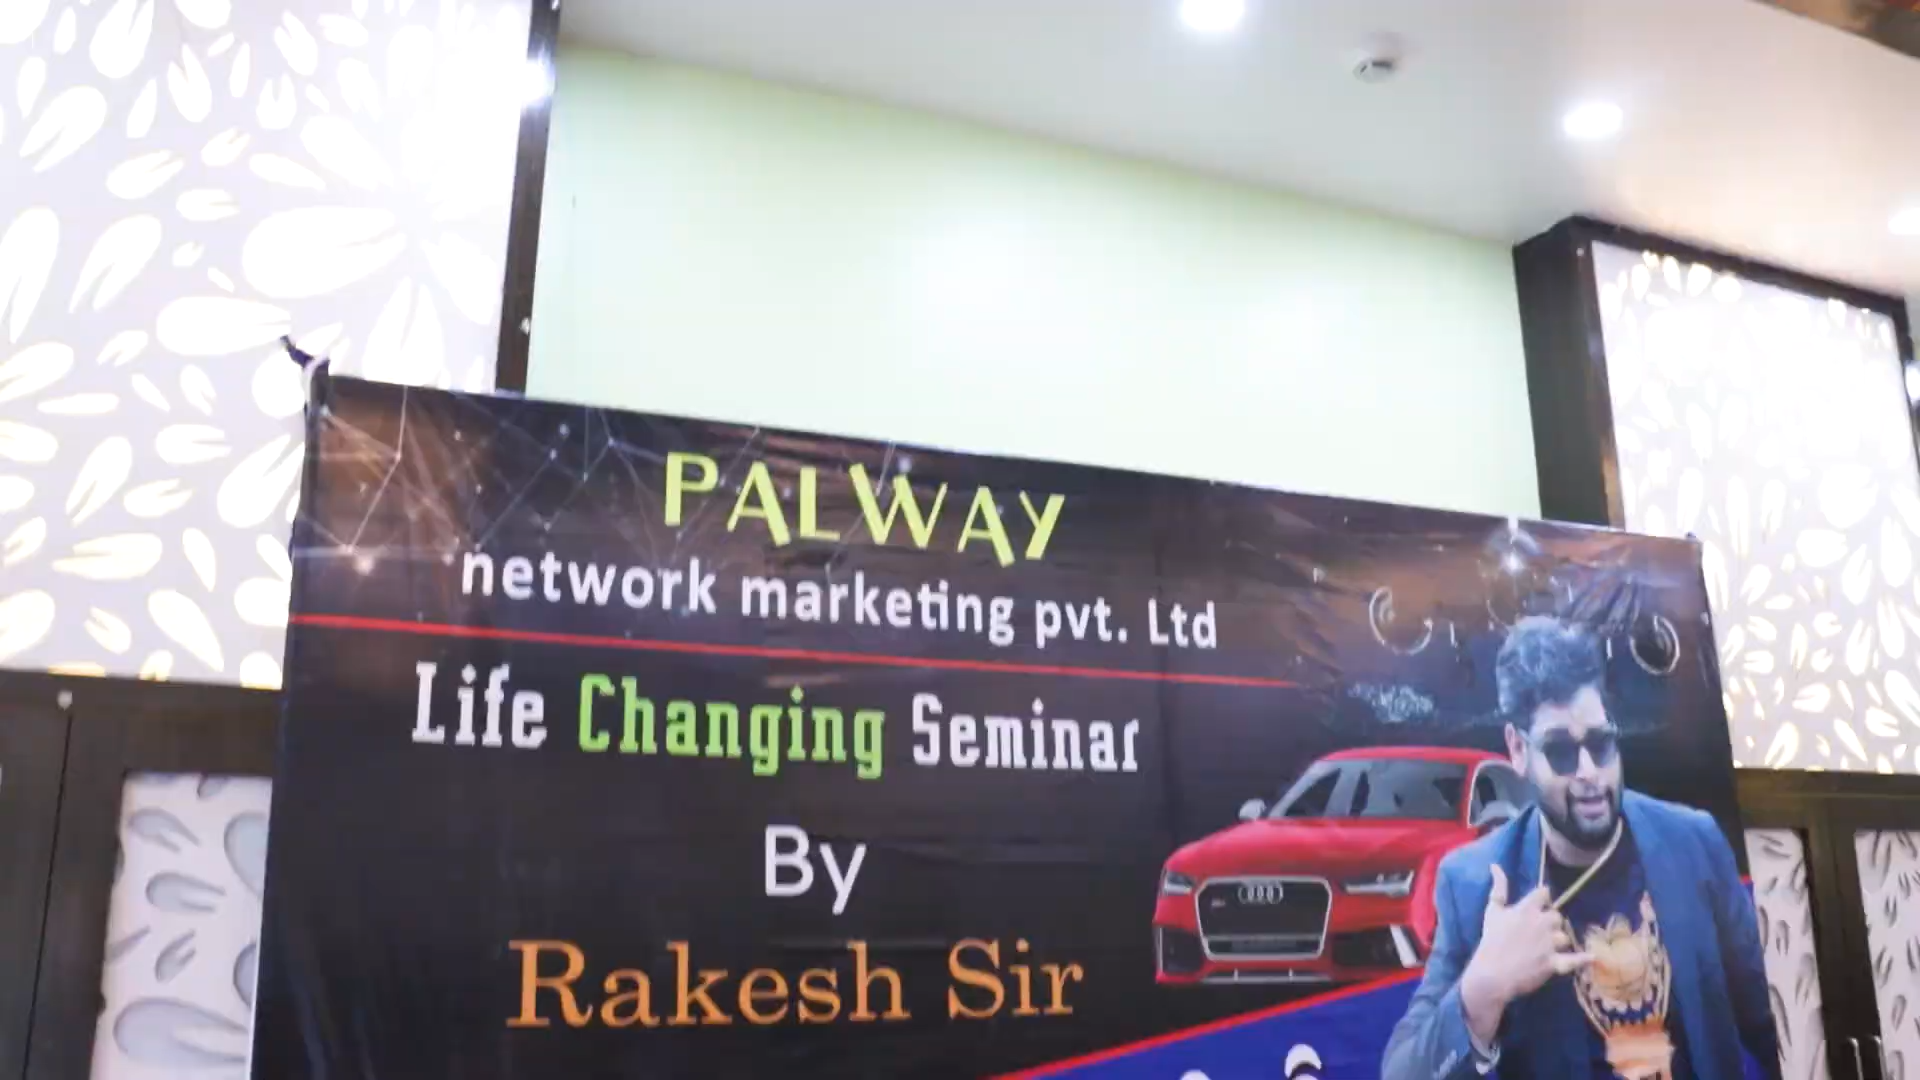 PALWAY
network marketing pvt. Ltd
Life Changing Seminar
By
Rakesh Sir